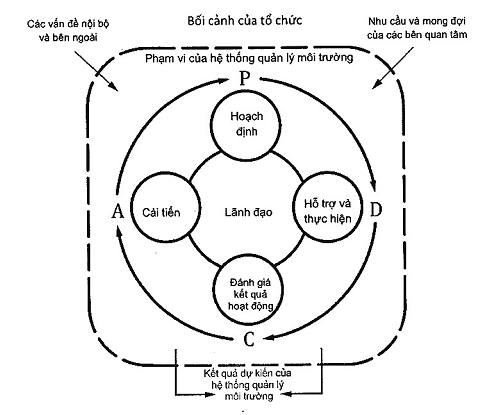 Bối cảnh của tổ chức
Các vấn đề nội bộ
và bên ngoài
Nhu cầu và mong đợi
của các bên quan tâm
Phạm vi của hệ thống quản lý môi trường
P
Hoạch
định
A
Cải tiến
Lãnh đạo
Hỗ trợ và
thực hiện
D
Đánh giá
kết quả
hoạt động
C
Kết quả dự kiến của
hệ thống quản lý
môi trường